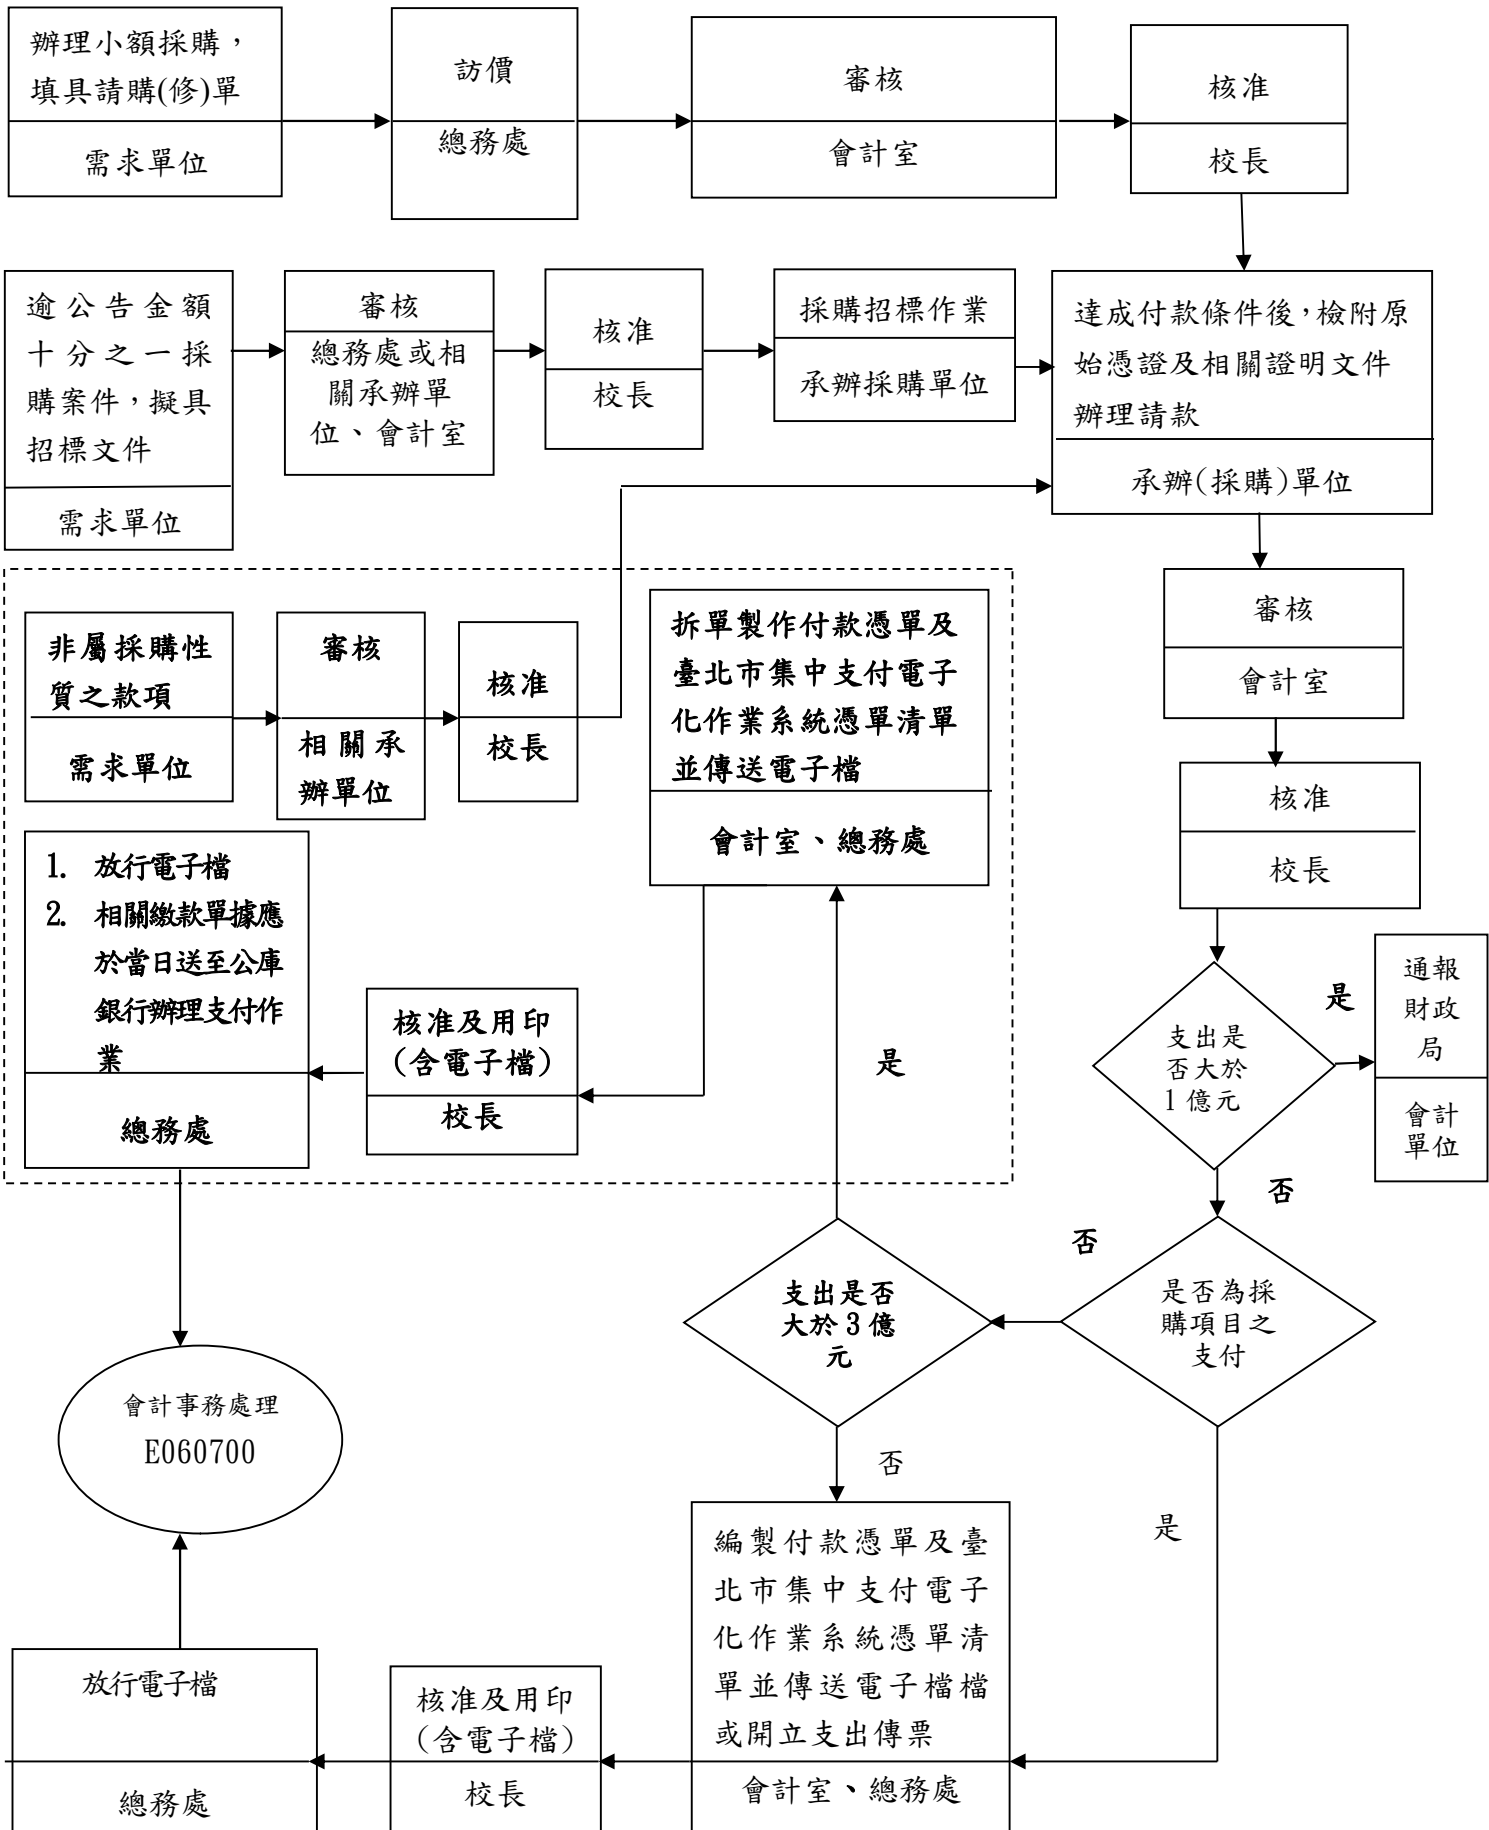 辦理小額採購，
填具請購(修)單
需求單位
訪價
總務處
審核
會計室
核准
校長
逾公告金額
十分之一採
購案件，擬具
招標文件
需求單位
審核
總務處或相
關承辦單
位、會計室
核准
校長
採購招標作業
承辦採購單位
達成付款條件後，檢附原
始憑證及相關證明文件
辦理請款
承辦(採購)單位
非屬採購性
質之款項
需求單位
審核
相關承
辦單位
核准
校長
拆單製作付款憑單及
臺北市集中支付電子
化作業系統憑單清單
並傳送電子檔
會計室、總務處
審核
會計室
核准
校長
1. 放行電子檔
2. 相關繳款單據應
於當日送至公庫
銀行辦理支付作
業
總務處
核准及用印
(含電子檔)
校長
是
支出是
否大於
1 億元
是
通報
財政
局
會計
單位
否
否
支出是否
大於 3 億
元
是否為採
購項目之
支付
會計事務處理
E060700
否
是
編製付款憑單及臺
北市集中支付電子
化作業系統憑單清
單並傳送電子檔檔
或開立支出傳票
會計室、總務處
核准及用印
(含電子檔)
校長
放行電子檔
總務處